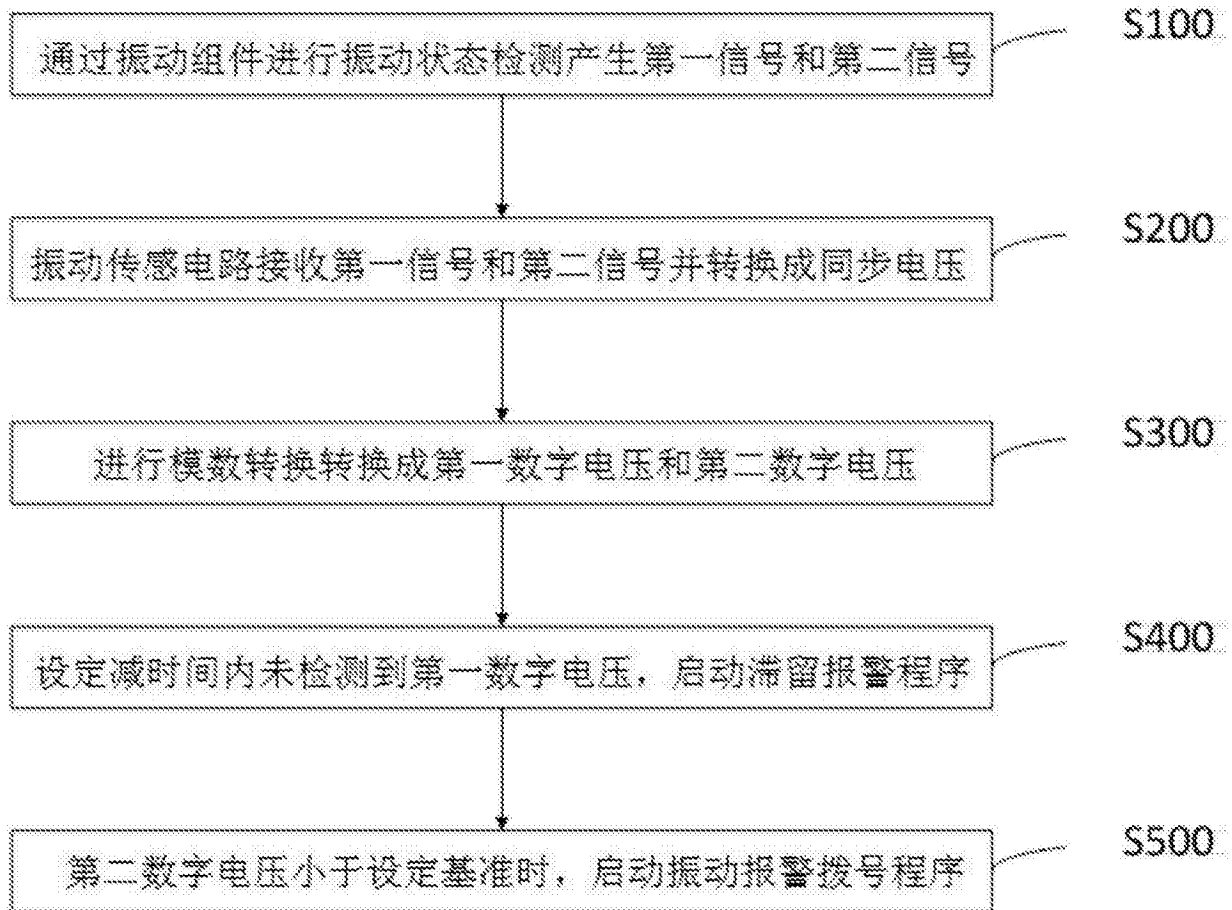 通过振动组件进行振动状态检测产生第一信号和第二信号
S100
振动传感电路接收第一信号和第二信号并转换成同步电压
S200
进行模数转换转换成第一数字电压和第二数字电压
S300
设定减时间内未检测到第一数字电压，启动滞留报警程序
S400
第二数字电压小于设定基准时，启动振动报警拨号程序
S500